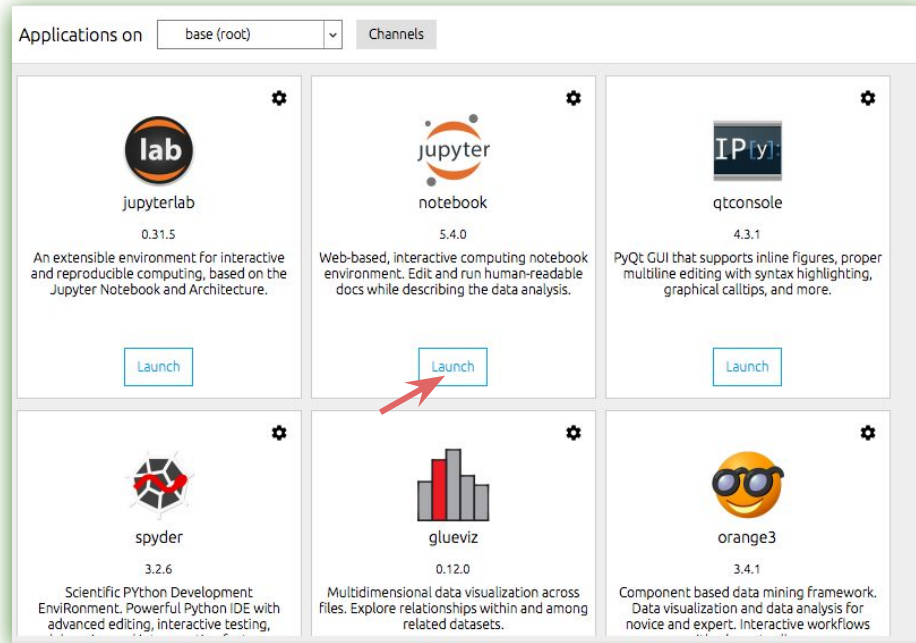 Applications on base (root) Channels
lab
jupyterlab
0.31.5
An extensible environment for interactive
and reproducible computing, based on the
Jupyter Notebook and Architecture.
Launch
jupyter
notebook
5.4.0
Web-based, interactive computing notebook
environment. Edit and run human-readable
docs while describing the data analysis.
Launch
IP[y]:
qtconsole
4.3.1
PyQt GUI that supports inline figures, proper
multiline editing with syntax highlighting,
graphical calltips, and more.
Launch
spyder
3.2.6
Scientific PYthon Development
EnviRonment. Powerful Python IDE with
advanced editing, interactive testing,
glueviz
0.12.0
Multidimensional data visualization across
files. Explore relationships within and among
related datasets.
orange3
3.4.1
Component based data mining framework.
Data visualization and data analysis for
novice and expert. Interactive workflows